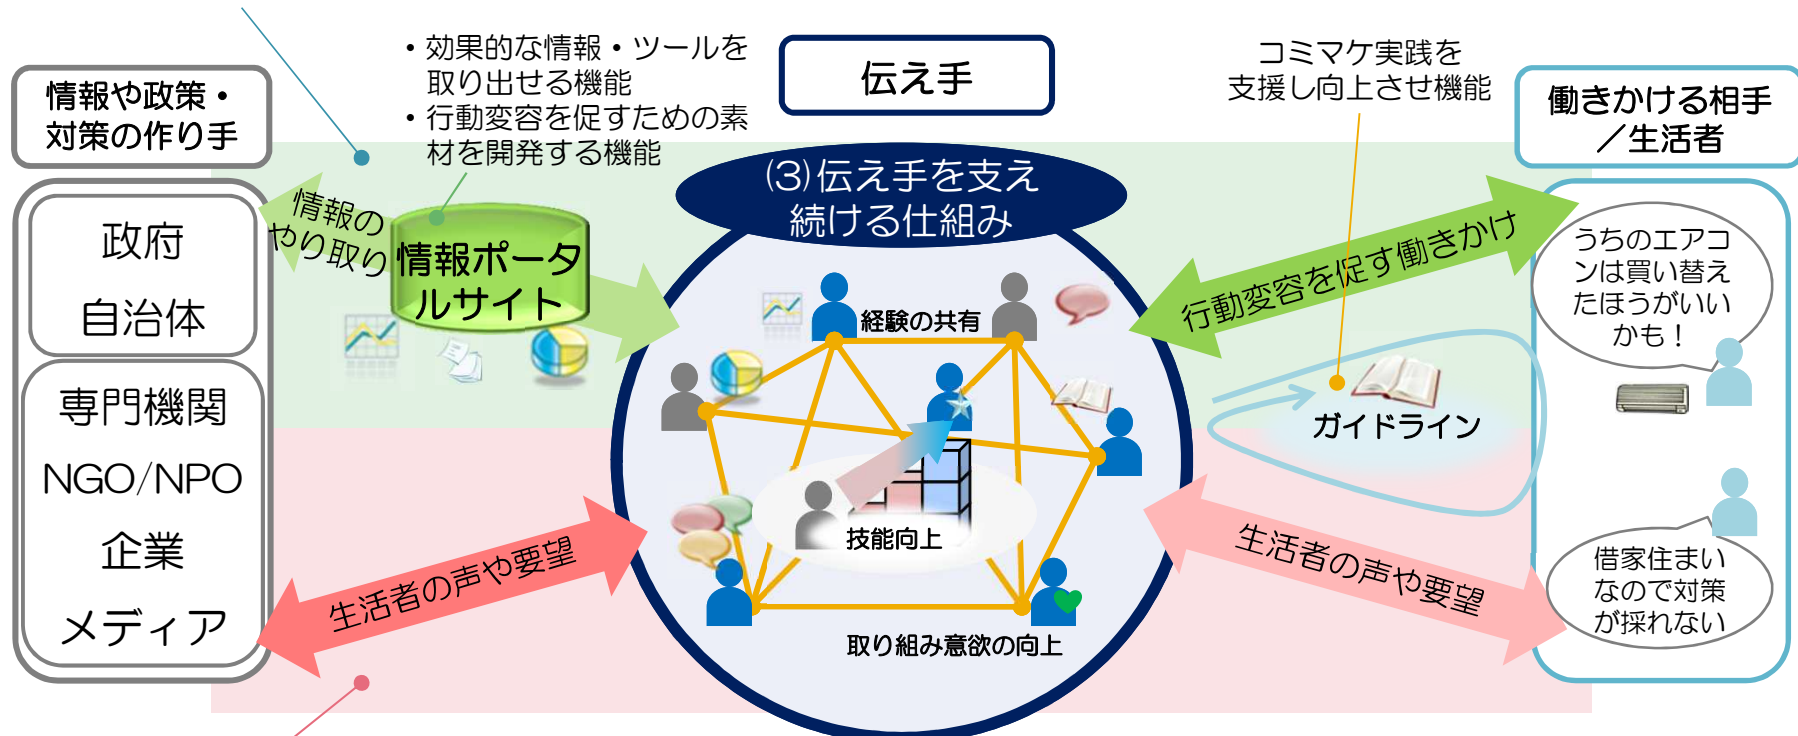 ・効果的な情報・ツールを
取り出せる機能
・行動変容を促すための素
材を開発する機能
伝え手
コミマケ実践を
支援し向上させ機能
情報や政策・
対策の作り手
働きかける相手
／生活者
(3)伝え手を支え
続ける仕組み
政府
自治体
専門機関
NGO/NPO
企業
メディア
情報の
やり取り
情報ポータ
ルサイト
経験の共有
技能向上
取り組み意欲の向上
行動変容を促す働きかけ
ガイドライン
生活者の声や要望
生活者の声や要望
うちのエアコ
ンは買い替え
たほうがいい
かも！
借家住まい
なので対策
が採れない